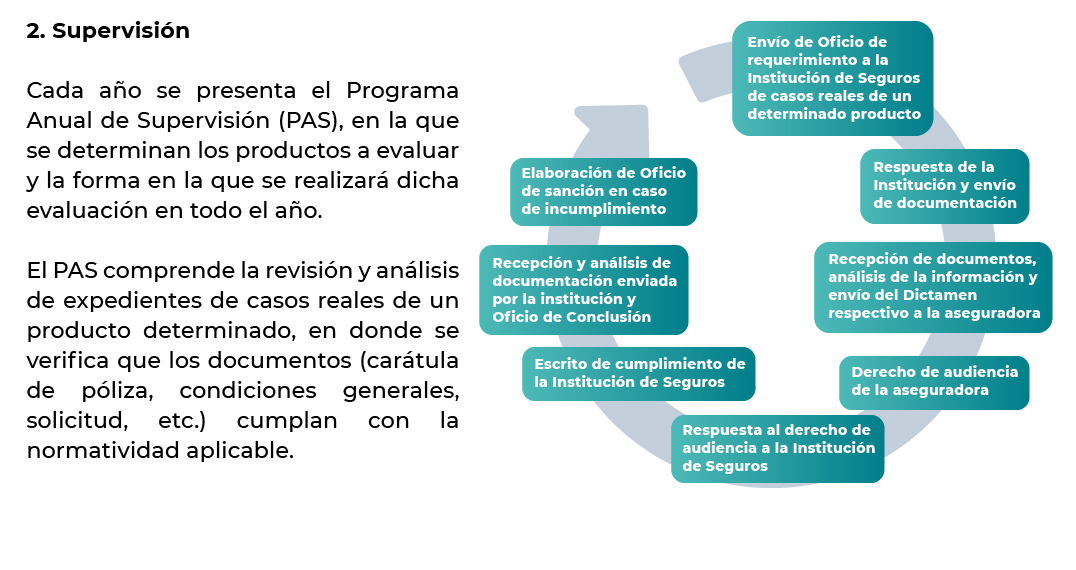 2. Supervisión
Cada año se presenta el Programa
Anual de Supervisión (PAS), en la que
se determinan los productos a evaluar
y la forma en la que se realizará dicha
evaluación en todo el año.
El PAS comprende la revisión y análisis
de expedientes de casos reales de un
producto determinado, en donde se
verifica que los documentos (carátula
de póliza, condiciones generales,
solicitud, etc.) cumplan con la
normatividad aplicable.
Envío de Oficio de
requerimiento a la
Institución de Seguros
de casos reales de un
determinado producto
Respuesta de la
Institución y envío
de documentación
Recepción de documentos,
análisis de la información y
envío del Dictamen
respectivo a la aseguradora
Derecho de audiencia
de la aseguradora
Respuesta al derecho de
audiencia a la Institución
de Seguros
Escrito de cumplimiento de
la Institución de Seguros
Recepción y análisis de
documentación enviada
por la institución y
Oficio de Conclusión
Elaboración de Oficio
de sanción en caso
de incumplimiento